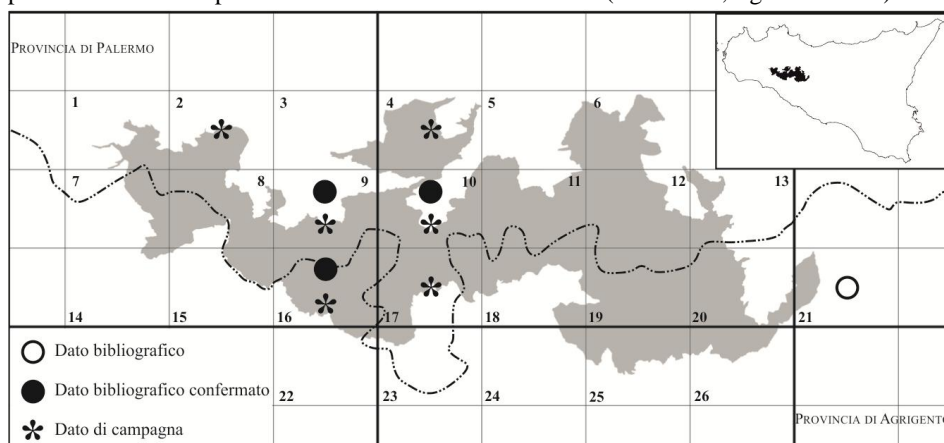 PROVINCIA DI PALERMO
1 2 3 4 5 6
7 8 9 10 11 12 13
14 15 16 17 18 19 20 21
Dato bibliografico
Dato bibliografico confermato
22 23 24 25 26
Dato di campagna
PROVINCIA DI AGRIGENTO